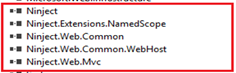 Ninject
Ninject.Extensions.NamedScope
Ninject.Web.Common
Ninject.Web.Common.WebHost
Ninject.Web.Mvc